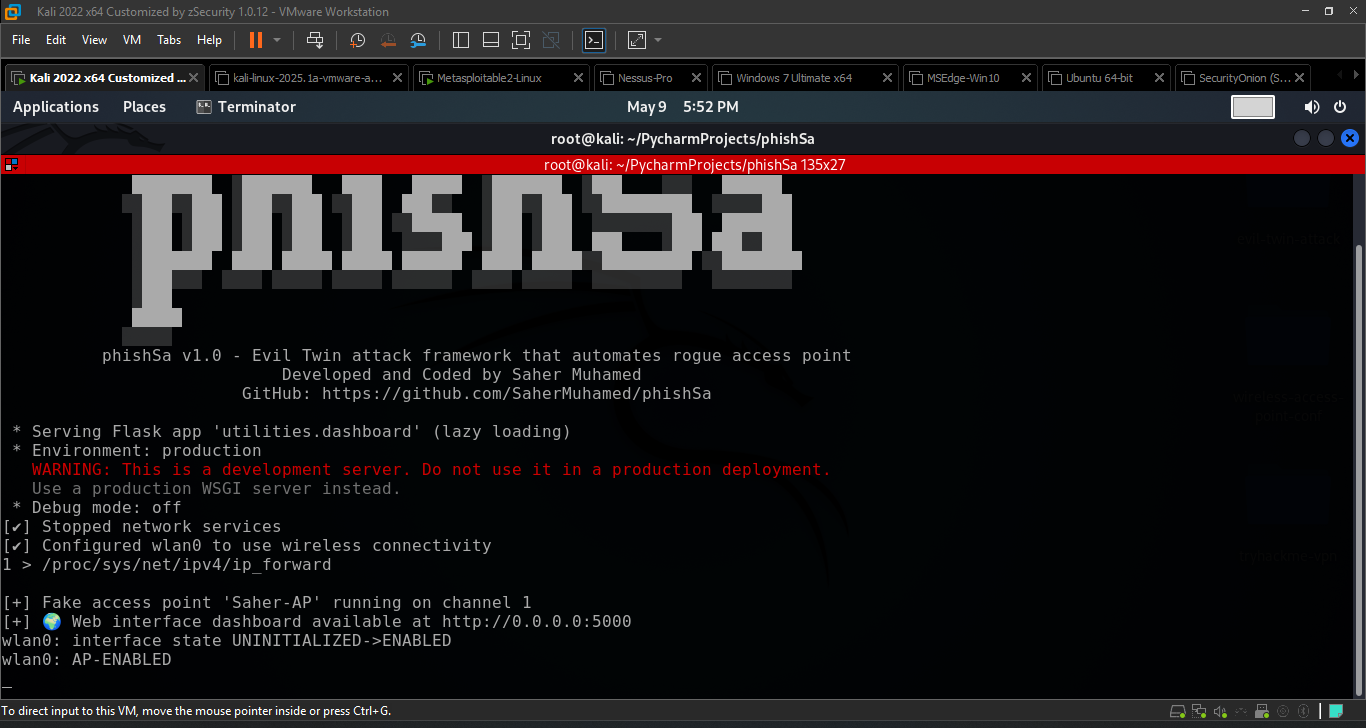 Kali 2022 x64 Customized by zSecurity 1.0.12 - VMware Workstation
File Edit View VM Tabs Help
Kali 2022 x64 Customized ... kali-linux-2025.1a-vmware-a... Metasploitable2-Linux Nessus-Pro Windows 7 Ultimate x64 MSEdge-Win10 Ubuntu 64-bit SecurityOnion (S...
Applications Places Terminator May 9 5:52 PM
root@kali: ~/PycharmProjects/phishSa
root@kali: ~/PycharmProjects/phishSa 135x27
phishSa
phishSa v1.0 - Evil Twin attack framework that automates rogue access point
Developed and Coded by Saher Muhamed
GitHub: https://github.com/SaherMuhamed/phishSa
* Serving Flask app 'utilities.dashboard' (lazy loading)
* Environment: production
WARNING: This is a development server. Do not use it in a production deployment.
Use a production WSGI server instead.
* Debug mode: off
[✔] Stopped network services
[✔] Configured wlan0 to use wireless connectivity
1 > /proc/sys/net/ipv4/ip_forward
[+] Fake access point 'Saher-AP' running on channel 1
[+] 🌍 Web interface dashboard available at http://0.0.0.0:5000
wlan0: interface state UNINITIALIZED->ENABLED
wlan0: AP-ENABLED
To direct input to this VM, move the mouse pointer inside or press Ctrl+G.